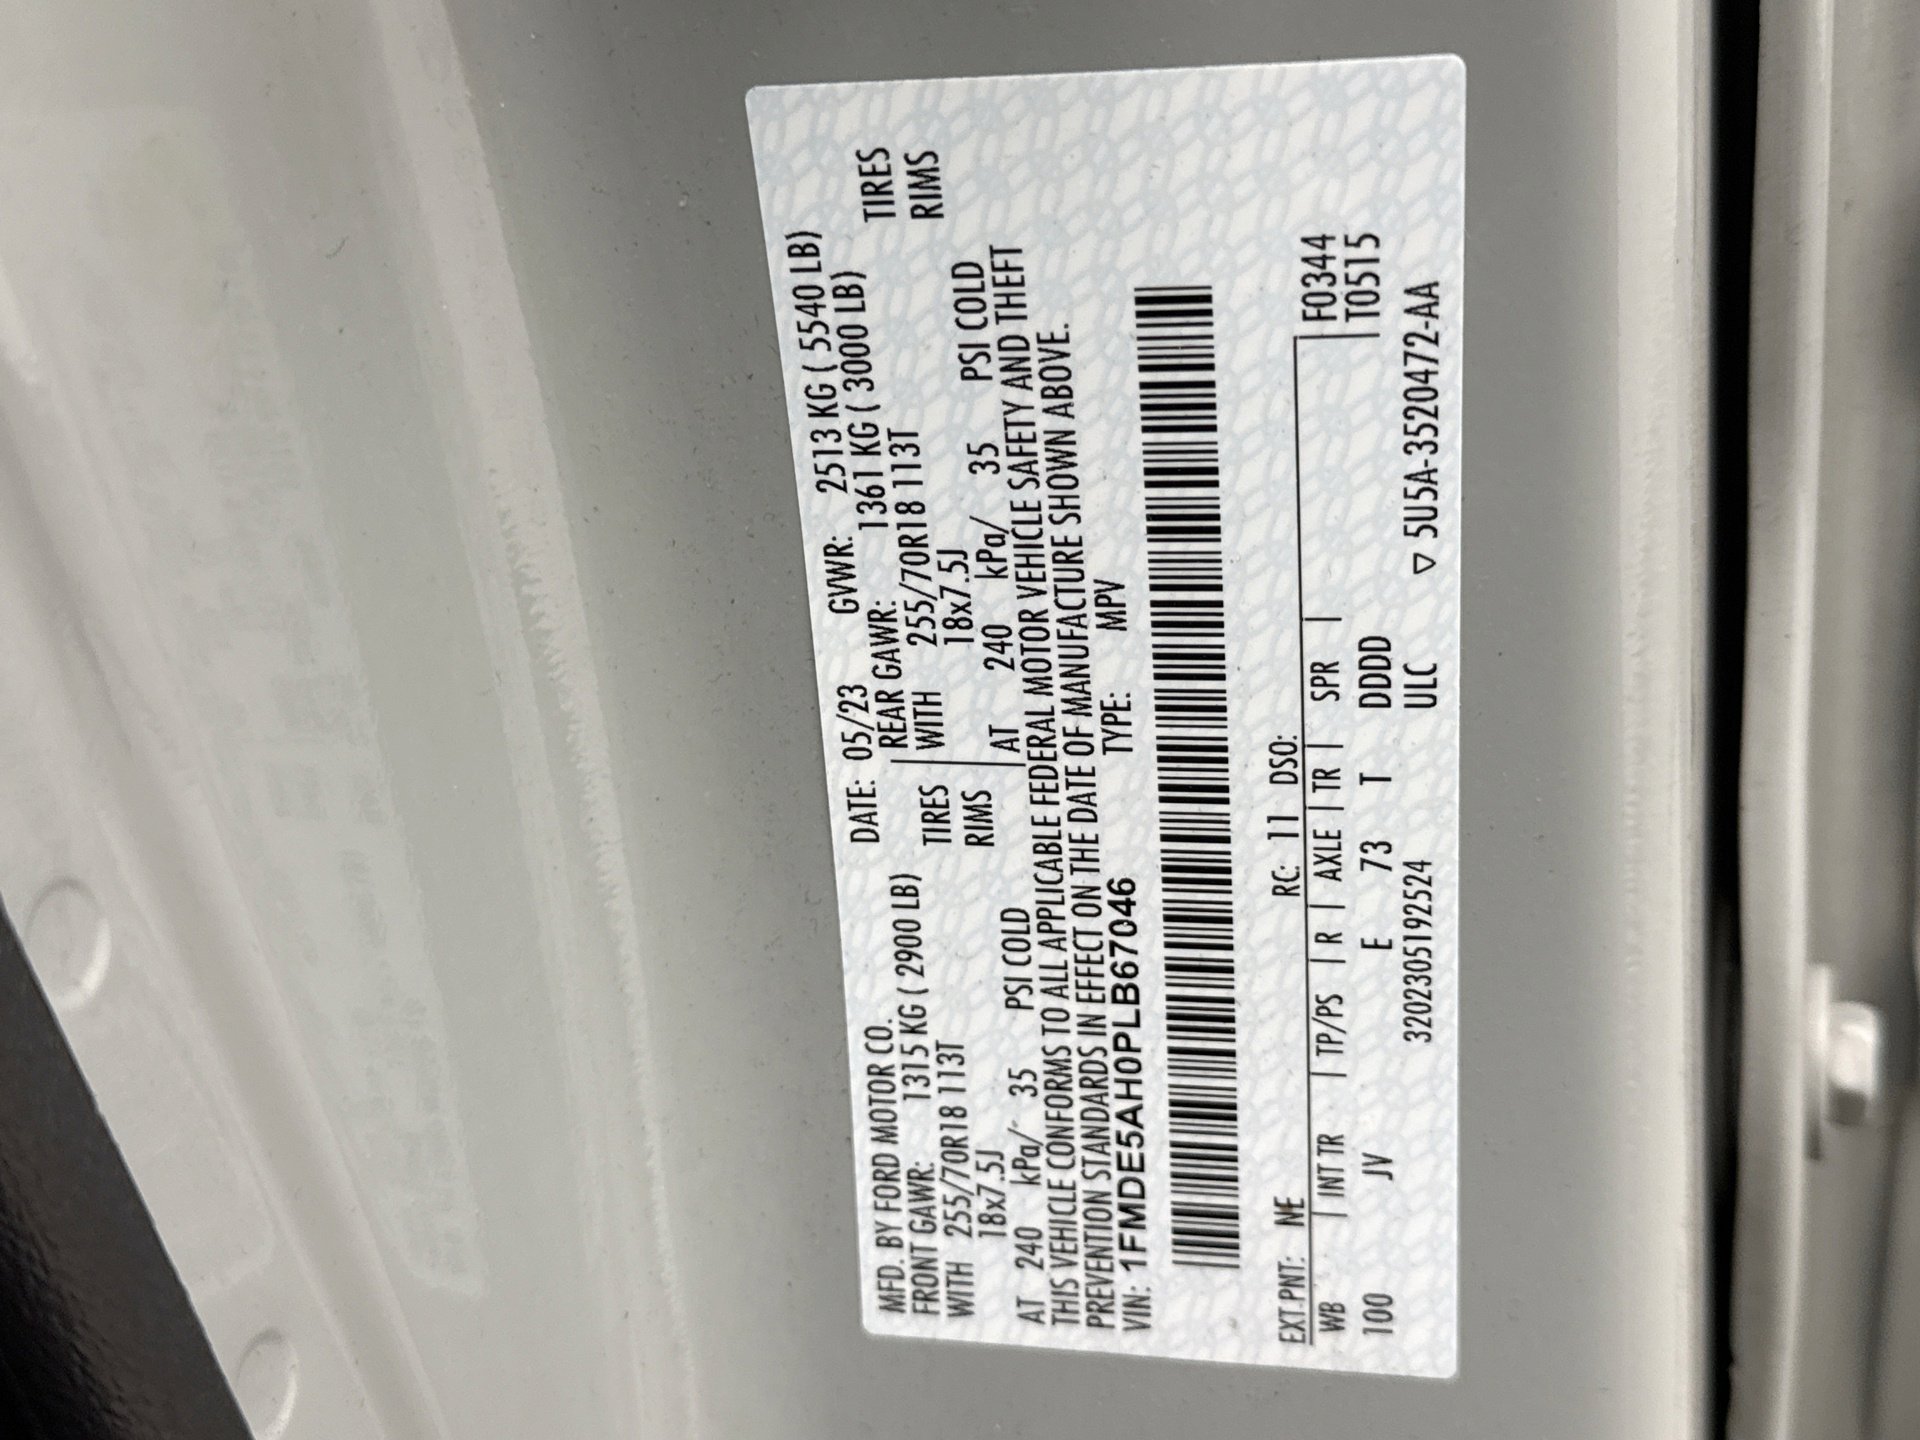 MFD. BY FORD MOTOR CO. DATE: 05/23 GVWR: 2513 KG ( 5540 LB)
FRONT GAWR: 1315 KG ( 2900 LB) REAR GAWR: 1361 KG ( 3000 LB)
WITH 255/70R18 113T TIRES WITH 255/70R18 113T TIRES
18x7.5J RIMS 18x7.5J RIMS
AT 240 kPa/ 35 PSI COLD AT 240 kPa/ 35 PSI COLD
THIS VEHICLE CONFORMS TO ALL APPLICABLE FEDERAL MOTOR VEHICLE SAFETY AND THEFT
PREVENTION STANDARDS IN EFFECT ON THE DATE OF MANUFACTURE SHOWN ABOVE.
VIN: 1FMDE5AH0PLB67046 TYPE: MPV
EXT.PNT: NE RC: 11 DSO: F0344
WB | INT TR | TP/PS | R | AXLE | TR | SPR | T0515
100 JV E 73 T DDDD
320230519​2524 ULC ▽ 5U5A-3520472-AA